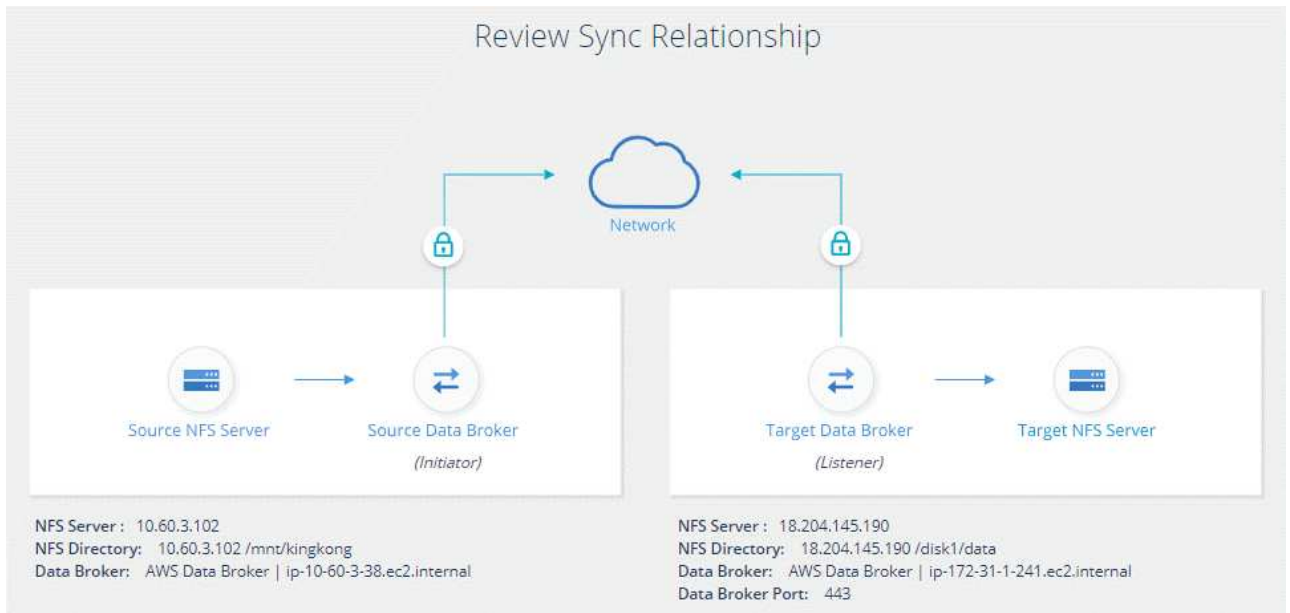 Review Sync Relationship
Network
Source NFS Server
Source Data Broker
(Initiator)
Target Data Broker
(Listener)
Target NFS Server
NFS Server : 10.60.3.102
NFS Directory: 10.60.3.102 /mnt/kingkong
Data Broker: AWS Data Broker | ip-10-60-3-38.ec2.internal
NFS Server : 18.204.145.190
NFS Directory: 18.204.145.190 /disk1/data
Data Broker: AWS Data Broker | ip-172-31-1-241.ec2.internal
Data Broker Port: 443